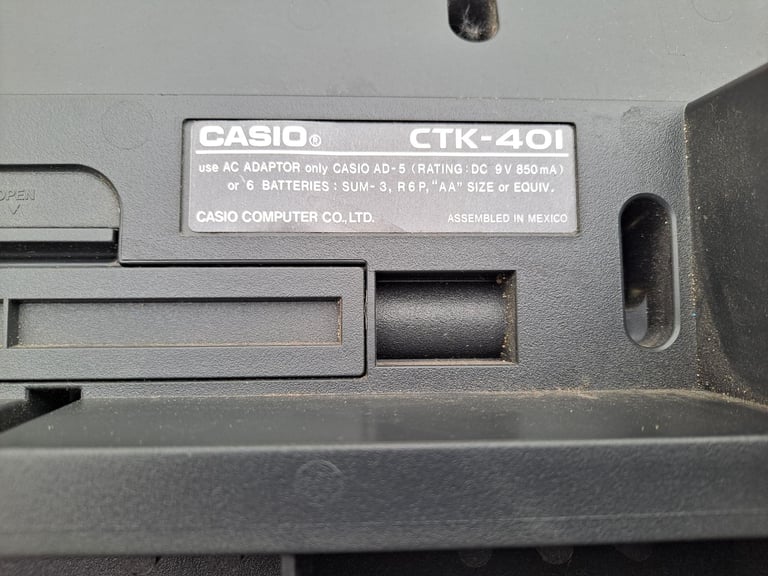 OPEN
CASIO® CTK-401
use AC ADAPTOR only CASIO AD-5 (RATING: DC 9V 850mA)
or 6 BATTERIES: SUM-3, R6P, "AA" SIZE or EQUIV.
CASIO COMPUTER CO., LTD. ASSEMBLED IN MEXICO